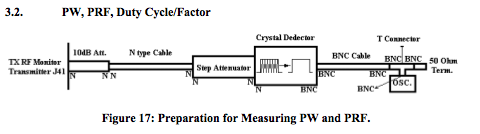 3.2. PW, PRF, Duty Cycle/Factor
Crystal Dedector
T Connector
10dB Att.
N type Cable
BNC Cable
BNC BNC
50 Ohm
Term.
TX RF Monitor
Transmitter J41
Step Attenuator
N
N N
N
N
N
BNC
BNC
BNC
BNC
OSC.
Figure 17: Preparation for Measuring PW and PRF.